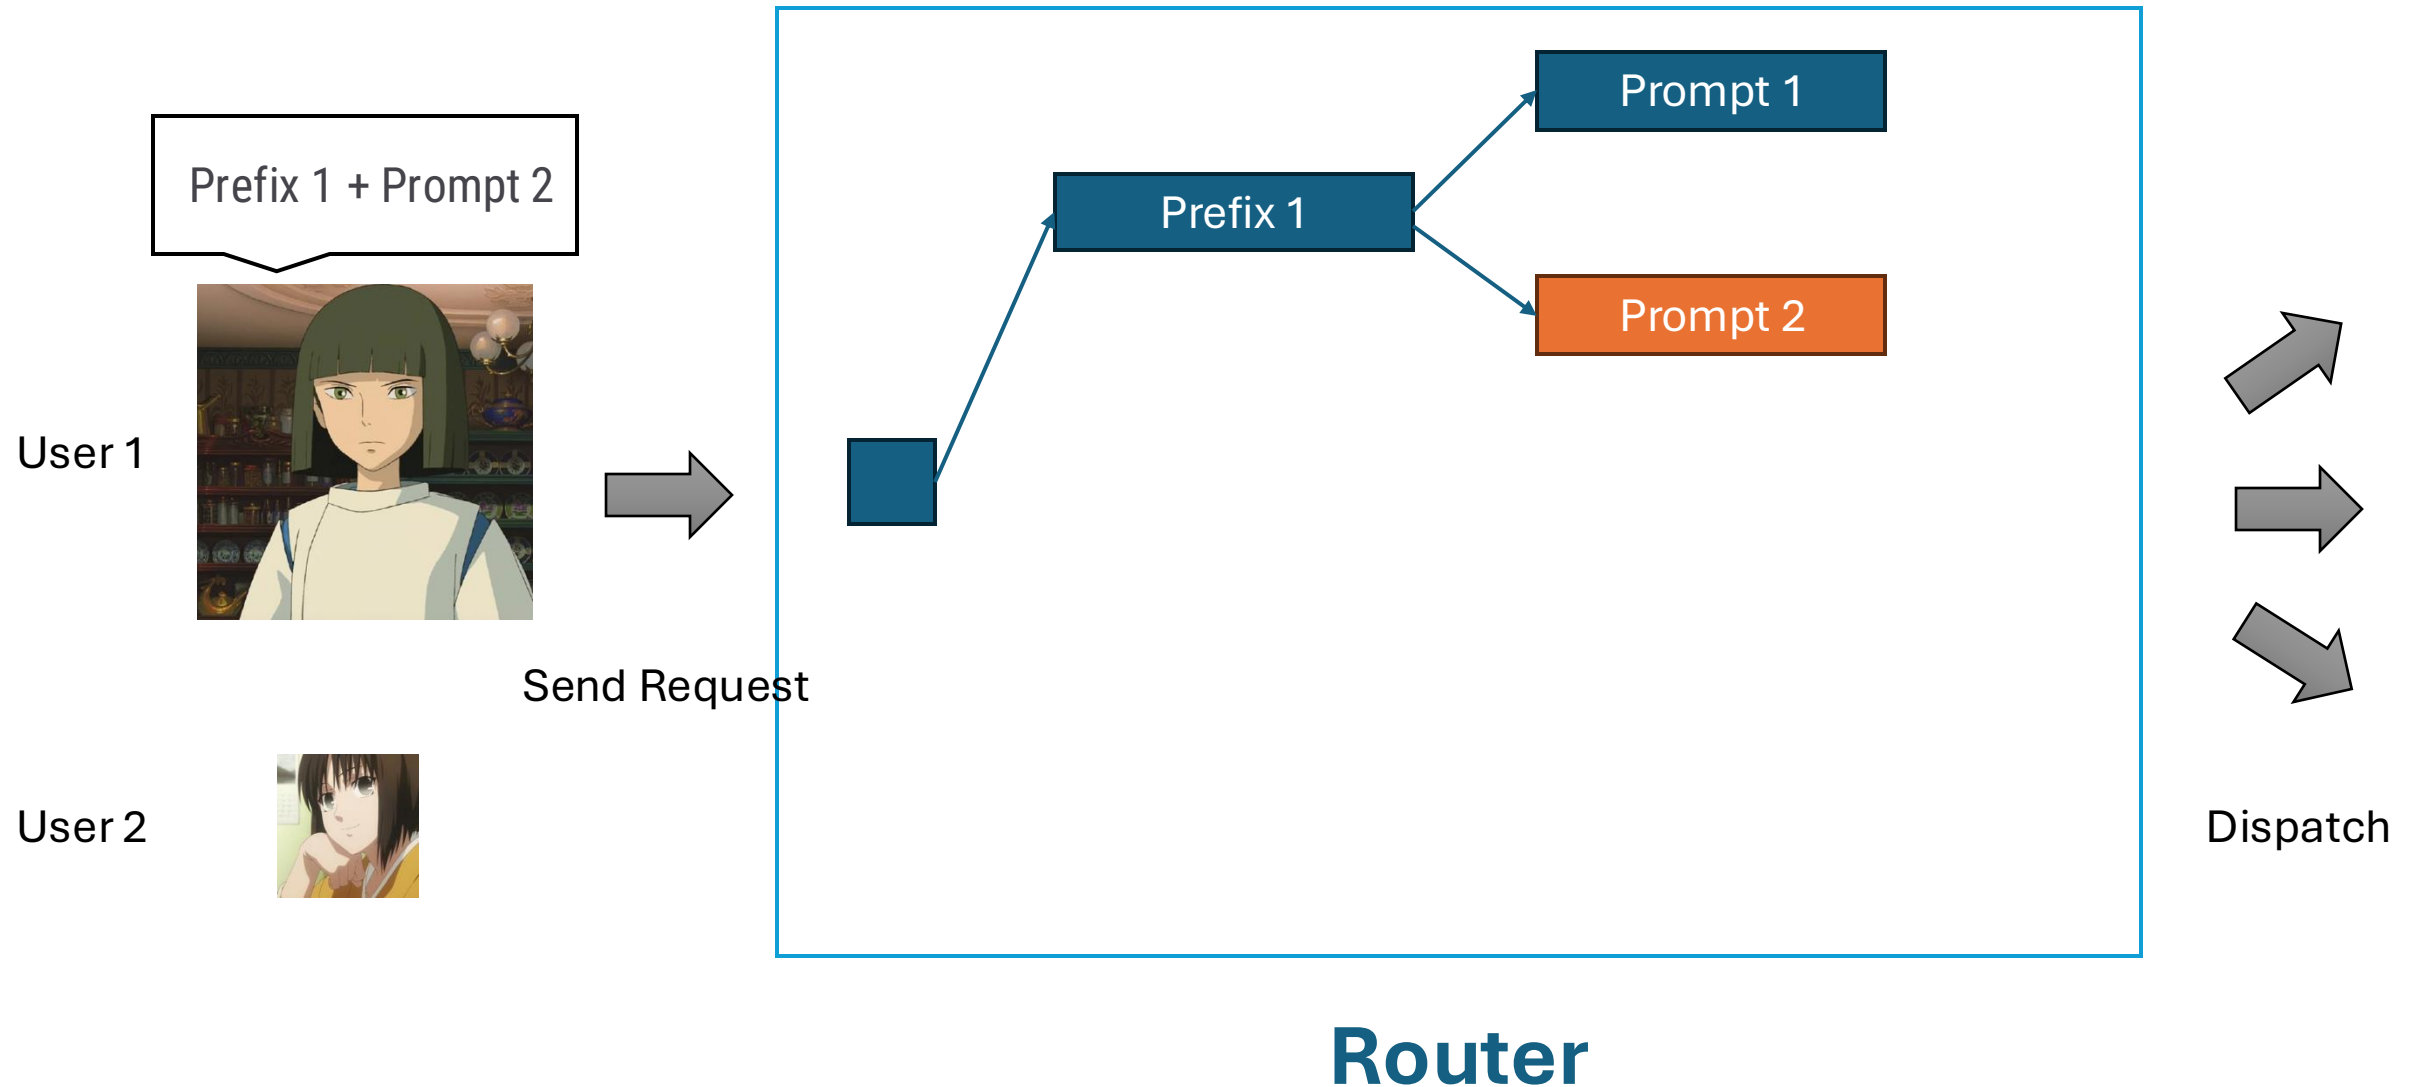 Prefix 1 + Prompt 2
User 1
Send Request
User 2
Prompt 1
Prefix 1
Prompt 2
Dispatch
Router